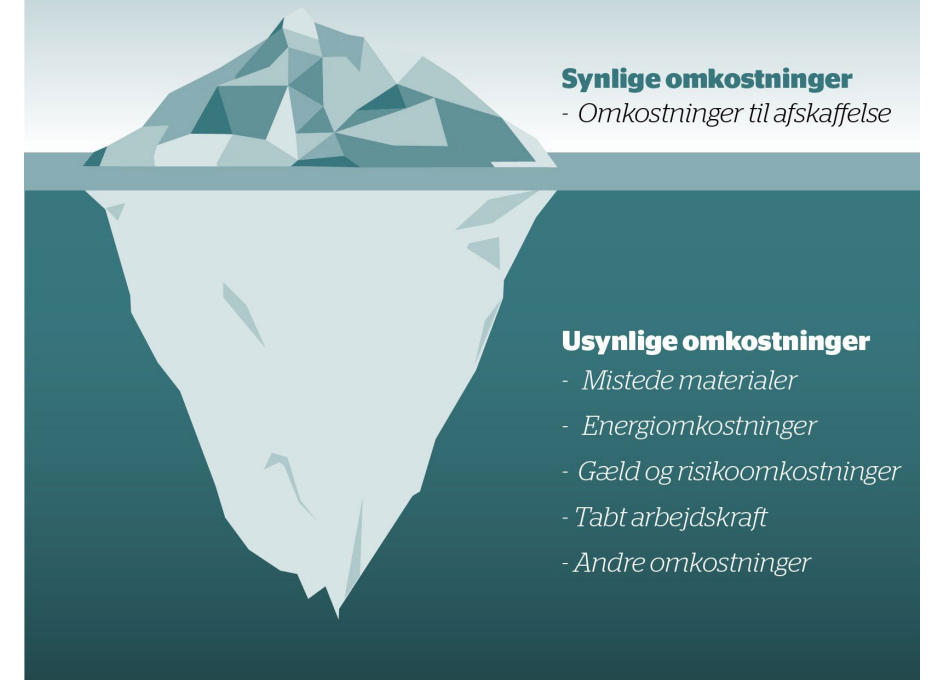 Synlige omkostninger
- Omkostninger til afskaffelse
Usynlige omkostninger
- Mistede materialer
- Energiomkostninger
- Gæld og risikoomkostninger
- Tabt arbejdskraft
- Andre omkostninger